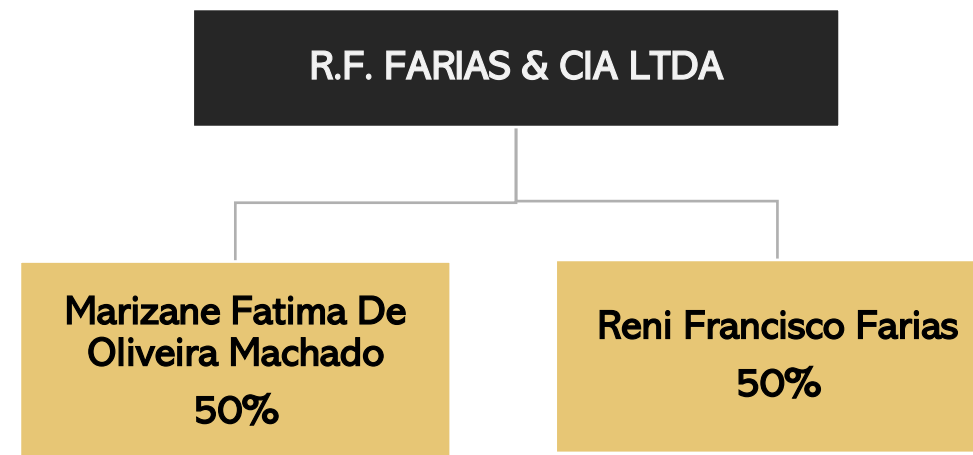 R.F. FARIAS & CIA LTDA
Marizane Fatima De
Oliveira Machado
50%
Reni Francisco Farias
50%